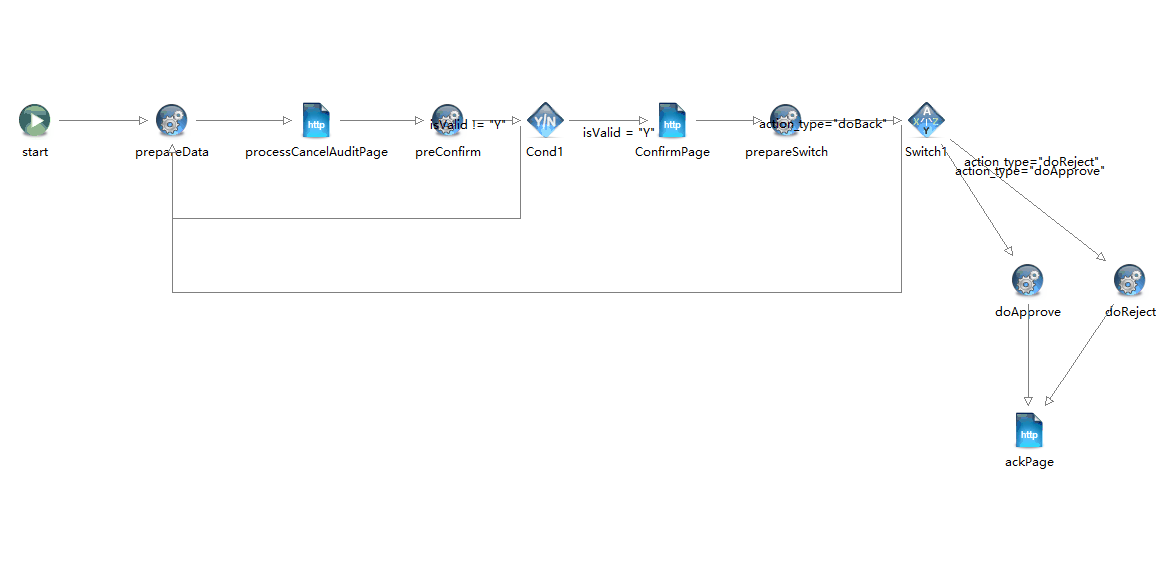 http
isValid != "Y"
Y/N
isValid = "Y"
http
action_type="doBack"
A
X Z
Y
start
prepareData
processCancelAuditPage
preConfirm
Cond1
ConfirmPage
prepareSwitch
Switch1
action_type="doReject"
action_type="doApprove"
doApprove
doReject
http
ackPage